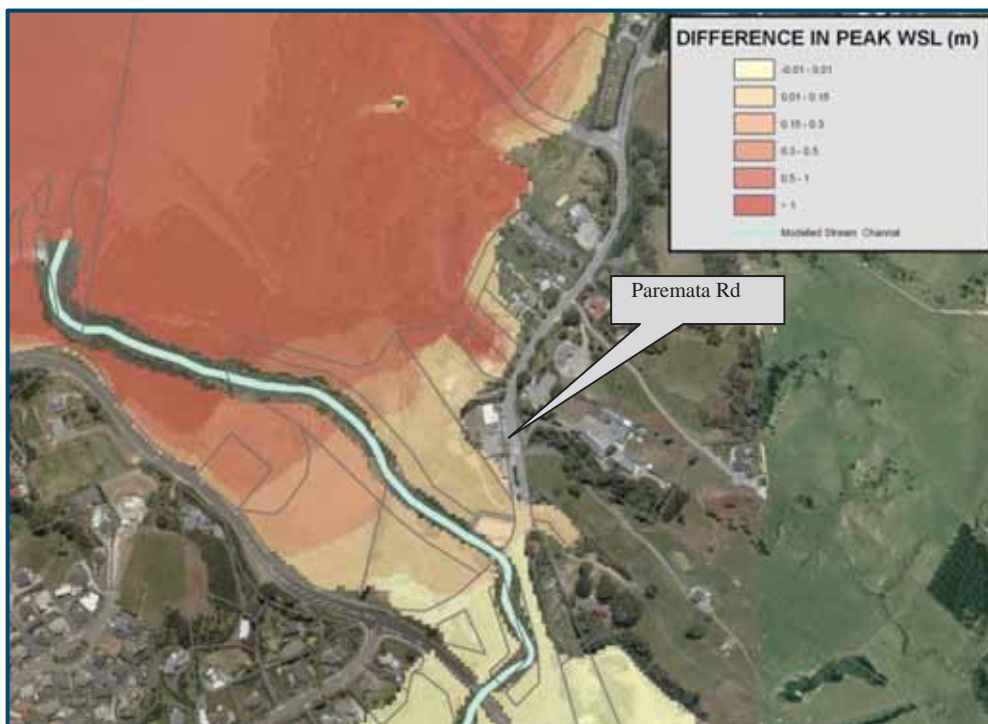 DIFFERENCE IN PEAK WSL (m)
-0.01 - 0.01
0.01 - 0.15
0.15 - 0.3
0.3 - 0.5
0.5 - 1
> 1
Modelled Stream Channel
Paremata Rd